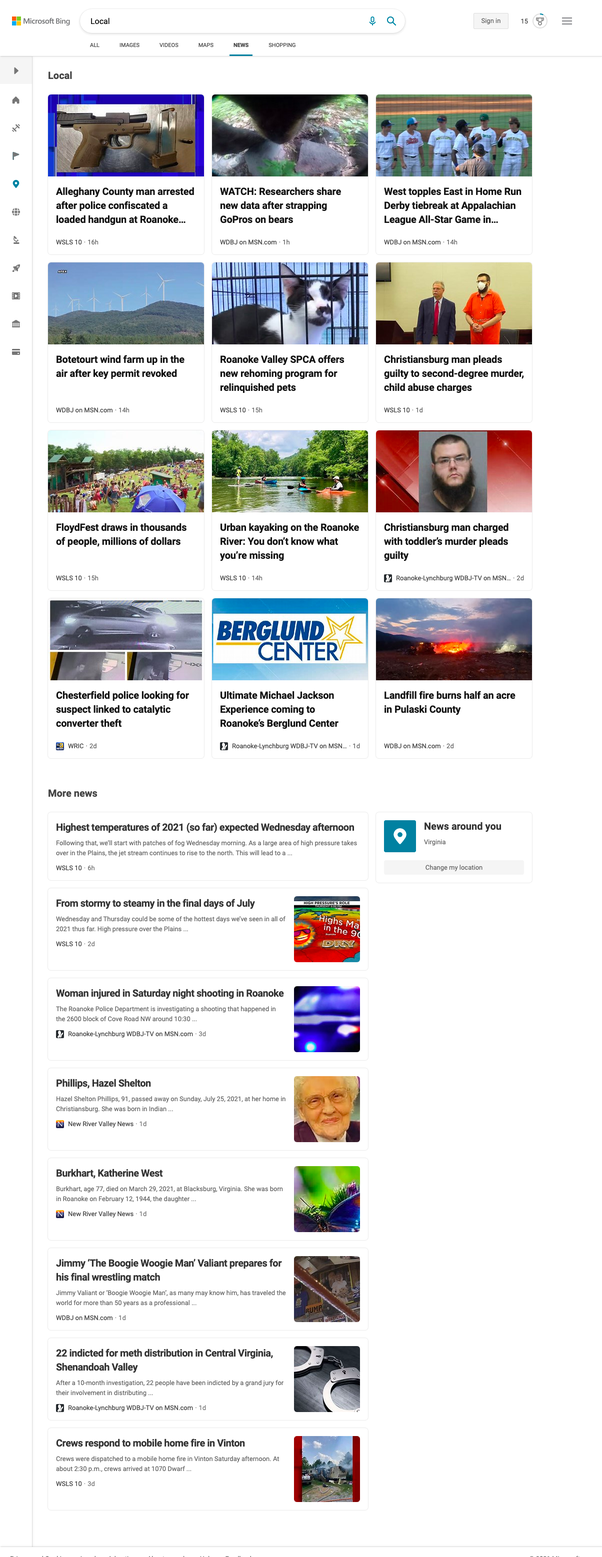 Microsoft Bing
Local
Sign in
15
ALL
IMAGES
VIDEOS
MAPS
NEWS
SHOPPING
Local
Alleghany County man arrested
after police confiscated a
loaded handgun at Roanoke...
WSLS 10 · 16h
WATCH: Researchers share
new data after strapping
GoPros on bears
WDBJ on MSN.com · 1h
West topples East in Home Run
Derby tiebreak at Appalachian
League All-Star Game in...
WDBJ on MSN.com · 14h
Botetourt wind farm up in the
air after key permit revoked
WDBJ on MSN.com · 14h
Roanoke Valley SPCA offers
new rehoming program for
relinquished pets
WSLS 10 · 15h
Christiansburg man pleads
guilty to second-degree murder,
child abuse charges
WSLS 10 · 1d
FloydFest draws in thousands
of people, millions of dollars
WSLS 10 · 15h
Urban kayaking on the Roanoke
River: You don't know what
you're missing
WSLS 10 · 14h
Christiansburg man charged
with toddler's murder pleads
guilty
Roanoke-Lynchburg WDBJ-TV on MSN... · 2d
Chesterfield police looking for
suspect linked to catalytic
converter theft
WRIC · 2d
BERGLUND
CENTER
Ultimate Michael Jackson
Experience coming to
Roanoke's Berglund Center
Roanoke-Lynchburg WDBJ-TV on MSN... · 1d
Landfill fire burns half an acre
in Pulaski County
WDBJ on MSN.com · 2d
More news
Highest temperatures of 2021 (so far) expected Wednesday afternoon
Following that, we'll start with patches of fog Wednesday morning. As a large area of high pressure takes
over in the Plains, the jet stream continues to rise to the north. This will lead to a ...
WSLS 10 · 6h
News around you
Virginia
Change my location
From stormy to steamy in the final days of July
Wednesday and Thursday could be some of the hottest days we've seen in all of
2021 thus far. High pressure over the Plains ...
WSLS 10 · 2d
HIGH PRESSURE'S ROLE
Highs Ma
in the 90
DRY
Woman injured in Saturday night shooting in Roanoke
The Roanoke Police Department is investigating a shooting that happened in
the 2600 block of Cove Road NW around 10:30 ...
Roanoke-Lynchburg WDBJ-TV on MSN.com · 3d
Phillips, Hazel Shelton
Hazel Shelton Phillips, 91, passed away on Sunday, July 25, 2021, at her home in
Christiansburg. She was born in Indian ...
New River Valley News · 1d
Burkhart, Katherine West
Burkhart, age 77, died on March 29, 2021, at Blacksburg, Virginia. She was born
in Roanoke on February 12, 1944, the daughter ...
New River Valley News · 1d
Jimmy 'The Boogie Woogie Man' Valiant prepares for
his final wrestling match
Jimmy Valiant or 'Boogie Woogie Man', as many may know him, has traveled the
world for more than 50 years as a professional ...
WDBJ on MSN.com · 1d
22 indicted for meth distribution in Central Virginia,
Shenandoah Valley
After a 10-month investigation, 22 people have been indicted by a grand jury for
their involvement in distributing ...
Roanoke-Lynchburg WDBJ-TV on MSN.com · 1d
Crews respond to mobile home fire in Vinton
Crews were dispatched to a mobile home fire in Vinton Saturday afternoon. At
about 2:30 p.m., crews arrived at 1070 Dwarf ...
WSLS 10 · 3d